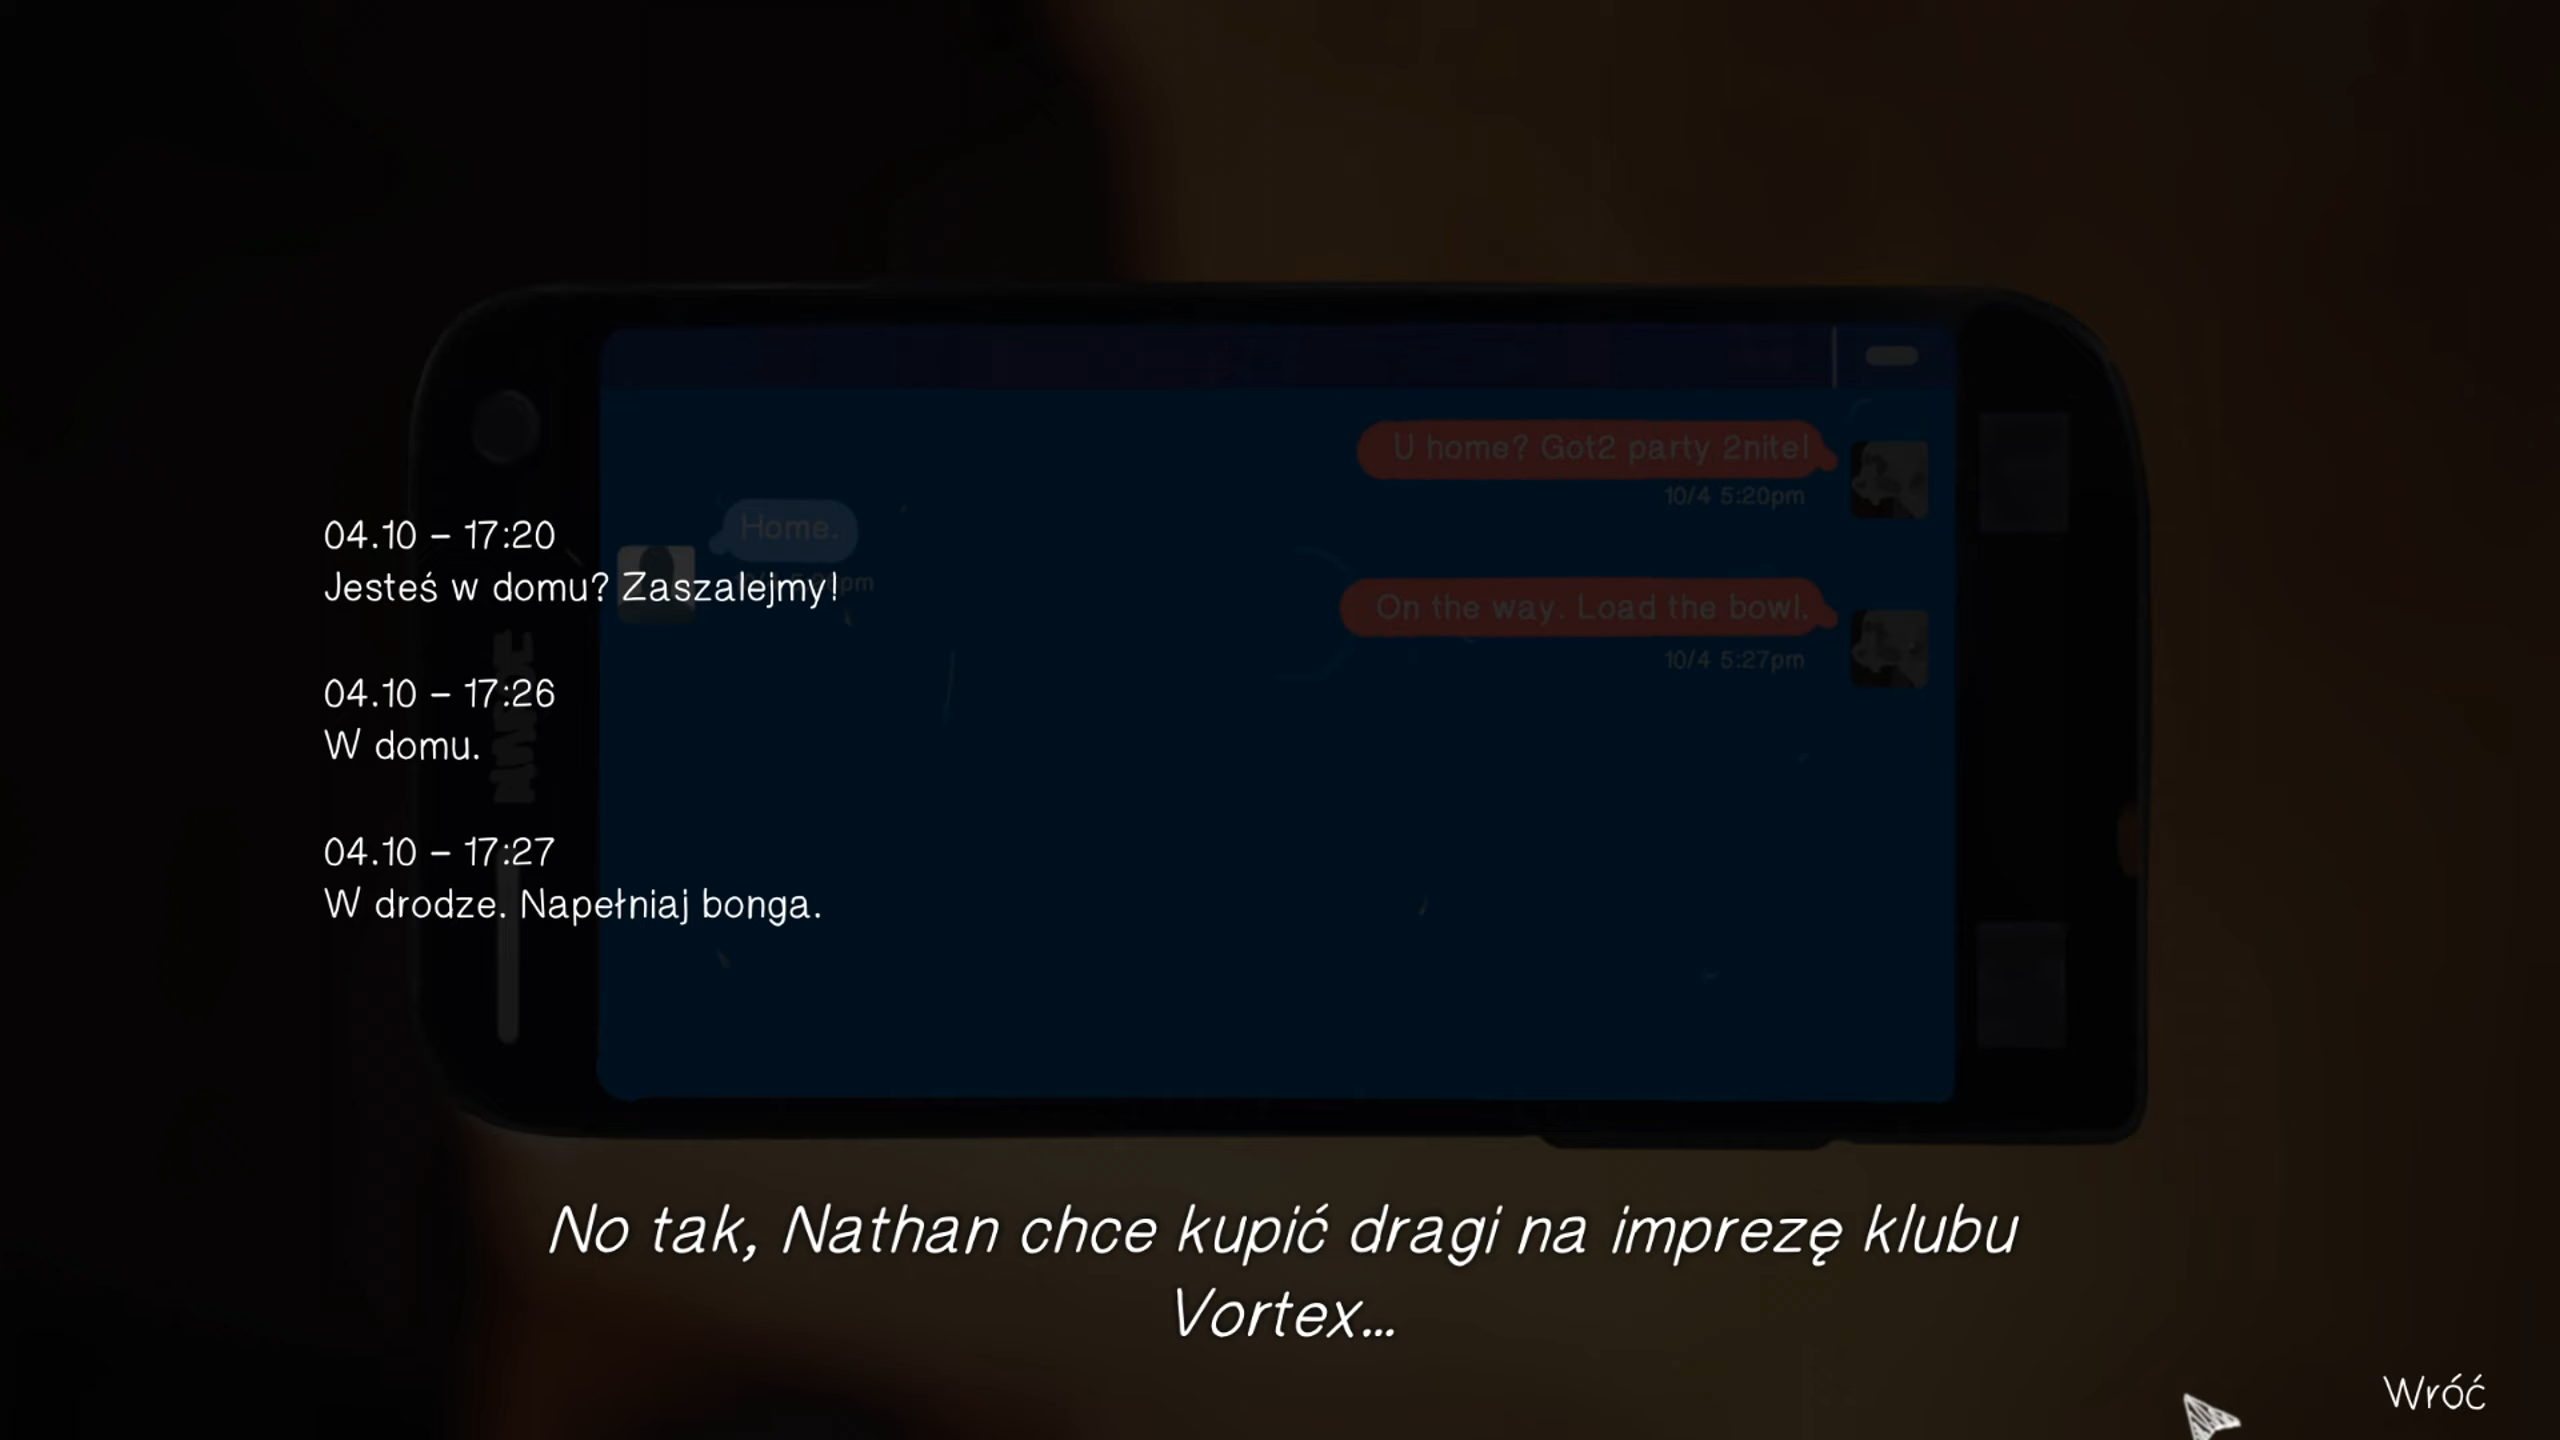 U home? Got2 party 2nite!
10/4 5:20pm
Home.
pm
On the way. Load the bowl.
10/4 5:27pm
04.10 – 17:20
Jesteś w domu? Zaszalejmy!
04.10 – 17:26
W domu.
04.10 – 17:27
W drodze. Napełniaj bonga.
No tak, Nathan chce kupić dragi na imprezę klubu
Vortex...
Wróć